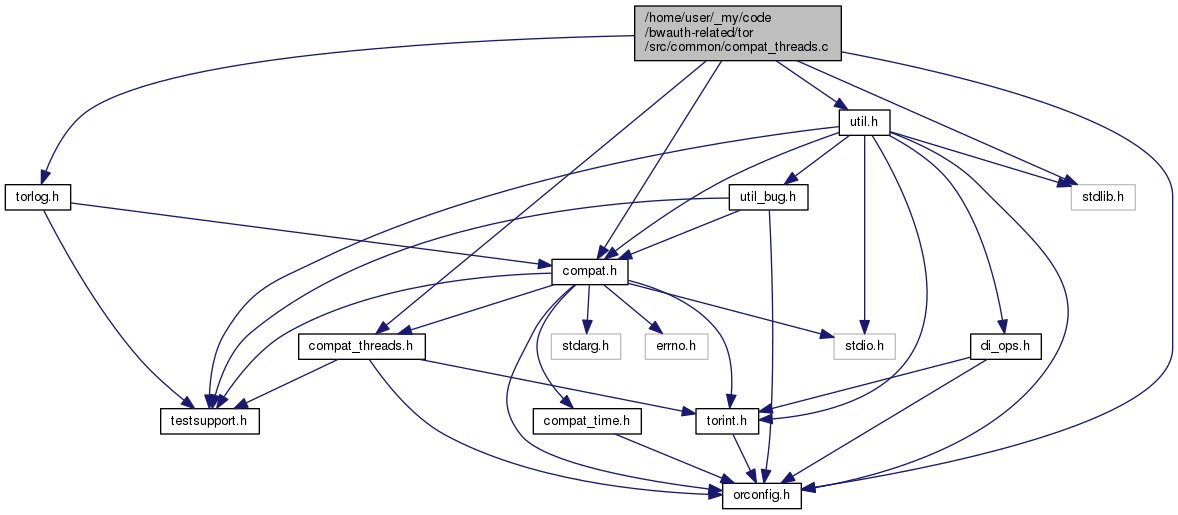 /home/user/_my/code
/bwauth-related/tor
/src/common/compat_threads.c
util.h
torlog.h
util_bug.h
stdlib.h
compat.h
compat_threads.h
stdarg.h
errno.h
stdio.h
di_ops.h
testsupport.h
compat_time.h
torint.h
orconfig.h